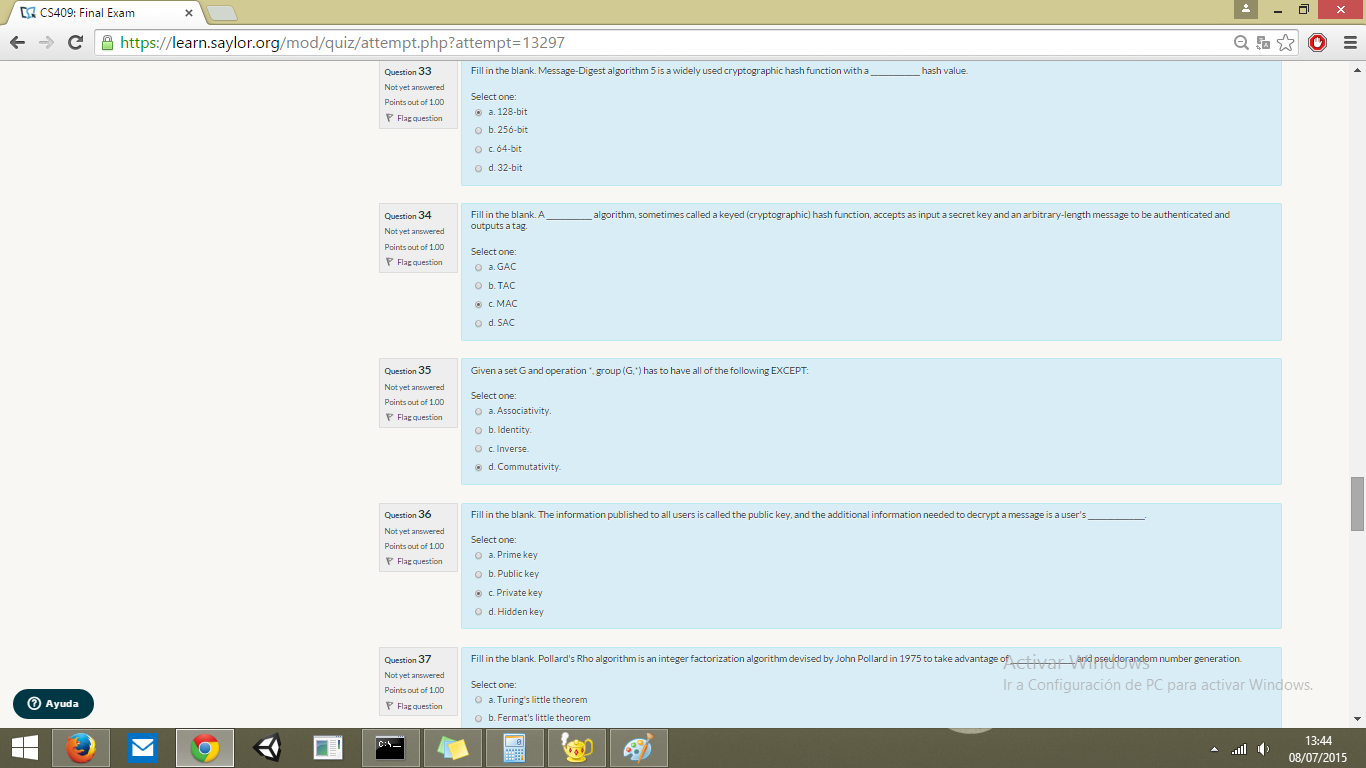 CS409: Final Exam
https://learn.saylor.org/mod/quiz/attempt.php?attempt=13297
Question 33
Not yet answered
Points out of 1.00
Flag question
Fill in the blank. Message-Digest algorithm 5 is a widely used cryptographic hash function with a __________ hash value.
Select one:
a. 128-bit
b. 256-bit
c. 64-bit
d. 32-bit
Question 34
Not yet answered
Points out of 1.00
Flag question
Fill in the blank. A _________ algorithm, sometimes called a keyed (cryptographic) hash function, accepts as input a secret key and an arbitrary-length message to be authenticated and
outputs a tag.
Select one:
a. GAC
b. TAC
c. MAC
d. SAC
Question 35
Not yet answered
Points out of 1.00
Flag question
Given a set G and operation *, group (G,*) has to have all of the following EXCEPT:
Select one:
a. Associativity.
b. Identity.
c. Inverse.
d. Commutativity.
Question 36
Not yet answered
Points out of 1.00
Flag question
Fill in the blank. The information published to all users is called the public key, and the additional information needed to decrypt a message is a user's ____________.
Select one:
a. Prime key
b. Public key
c. Private key
d. Hidden key
Question 37
Not yet answered
Points out of 1.00
Flag question
Fill in the blank. Pollard's Rho algorithm is an integer factorization algorithm devised by John Pollard in 1975 to take advantage of _____________ and pseudorandom number generation.
Select one:
a. Turing's little theorem
b. Fermat's little theorem
Activar Windows
Ir a Configuración de PC para activar Windows.
Ayuda
C:\_
13:44
08/07/2015